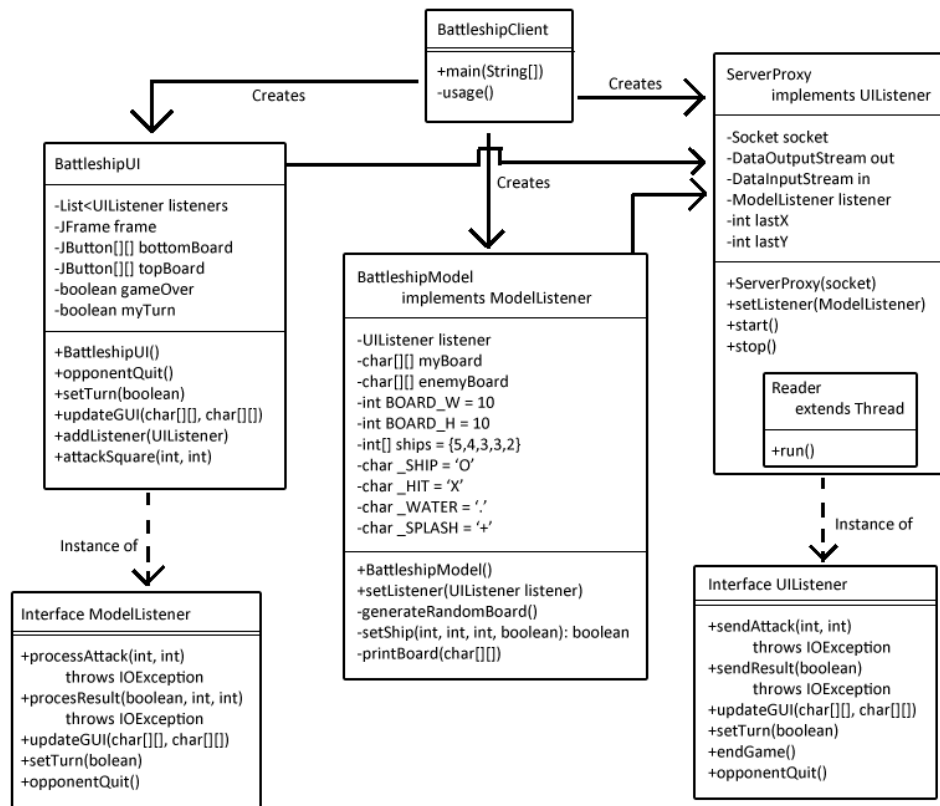 BattleshipClient
+main(String[])
-usage()
Creates
Creates
Creates
ServerProxy
implements UIListener
-Socket socket
-DataOutputStream out
-DataInputStream in
-ModelListener listener
-int lastX
-int lastY
+ServerProxy(socket)
+setListener(ModelListener)
+start()
+stop()
Reader
extends Thread
+run()
BattleshipUI
-List<UIListener listeners
-JFrame frame
-JButton[][] bottomBoard
-JButton[][] topBoard
-boolean gameOver
-boolean myTurn
+BattleshipUI()
+opponentQuit()
+setTurn(boolean)
+updateGUI(char[][], char[][])
+addListener(UIListener)
+attackSquare(int, int)
BattleshipModel
implements ModelListener
-UIListener listener
-char[][] myBoard
-char[][] enemyBoard
-int BOARD_W = 10
-int BOARD_H = 10
-int[] ships = {5,4,3,3,2}
-char _SHIP = ‘O’
-char _HIT = ‘X’
-char _WATER = ‘.’
-char _SPLASH = ‘+’
+BattleshipModel()
+setListener(UIListener listener)
-generateRandomBoard()
-setShip(int, int, int, boolean): boolean
-printBoard(char[][])
Instance of
Instance of
Interface ModelListener
+processAttack(int, int)
throws IOException
+procesResult(boolean, int, int)
throws IOException
+updateGUI(char[][], char[][])
+setTurn(bolean)
+opponentQuit()
Interface UIListener
+sendAttack(int, int)
throws IOException
+sendResult(boolean)
throws IOException
+updateGUI(char[][], char[][])
+setTurn(boolean)
+endGame()
+opponentQuit()